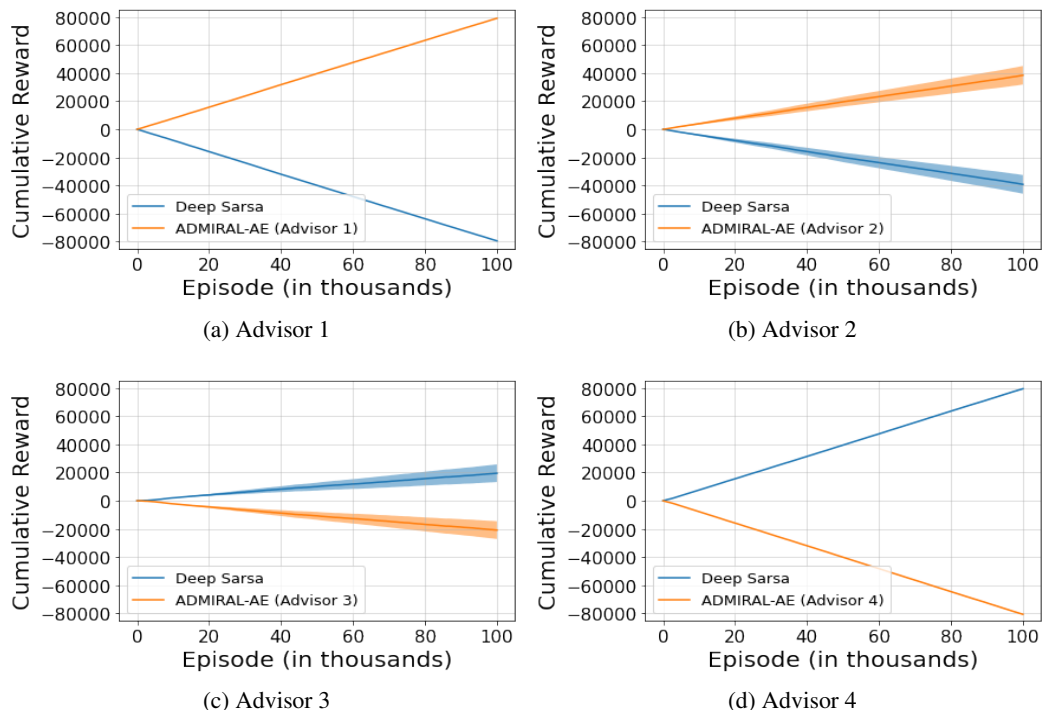 80000
60000
40000
20000
0
−20000
−40000
−60000
−80000
Cumulative Reward
Deep Sarsa
ADMIRAL-AE (Advisor 1)
0 20 40 60 80 100
Episode (in thousands)
(a) Advisor 1
80000
60000
40000
20000
0
−20000
−40000
−60000
−80000
Cumulative Reward
Deep Sarsa
ADMIRAL-AE (Advisor 2)
0 20 40 60 80 100
Episode (in thousands)
(b) Advisor 2
80000
60000
40000
20000
0
−20000
−40000
−60000
−80000
Cumulative Reward
Deep Sarsa
ADMIRAL-AE (Advisor 3)
0 20 40 60 80 100
Episode (in thousands)
(c) Advisor 3
80000
60000
40000
20000
0
−20000
−40000
−60000
−80000
Cumulative Reward
Deep Sarsa
ADMIRAL-AE (Advisor 4)
0 20 40 60 80 100
Episode (in thousands)
(d) Advisor 4